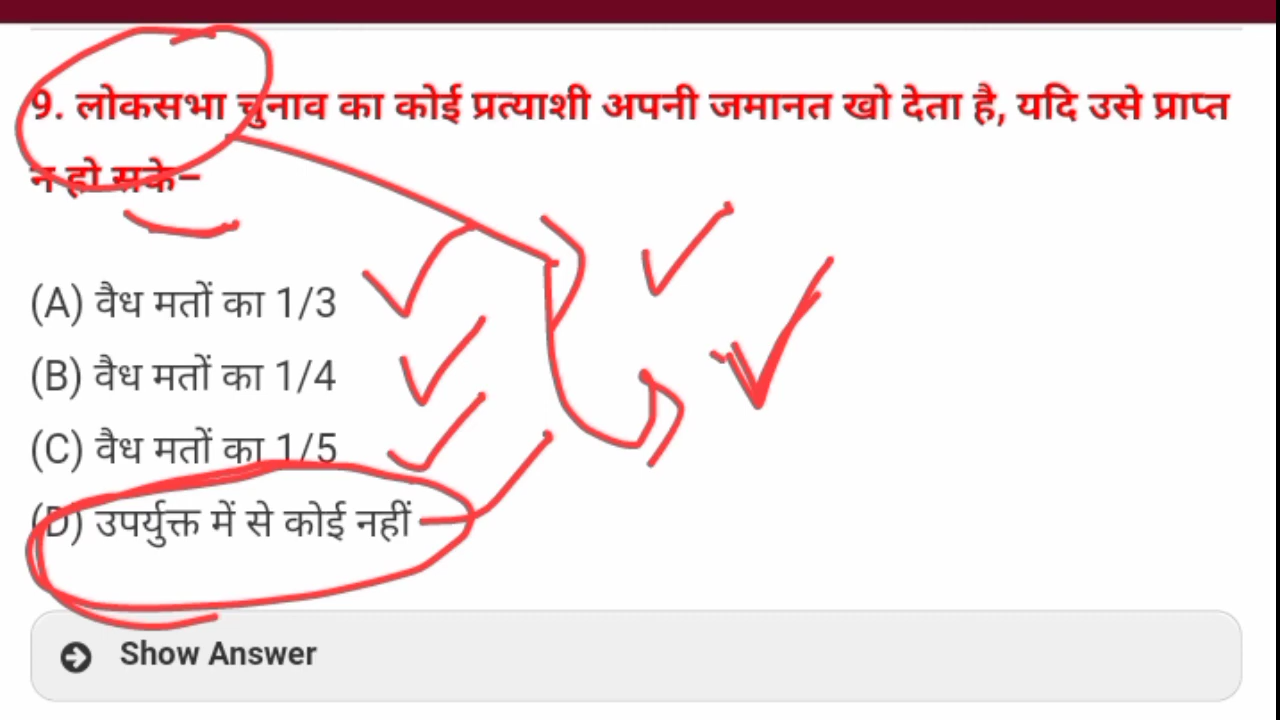 9. लोकसभा चुनाव का कोई प्रत्याशी अपनी जमानत खो देता है, यदि उसे प्राप्त
न हो सके–
(A) वैध मतों का 1/3
(B) वैध मतों का 1/4
(C) वैध मतों का 1/5
(D) उपर्युक्त में से कोई नहीं
Show Answer